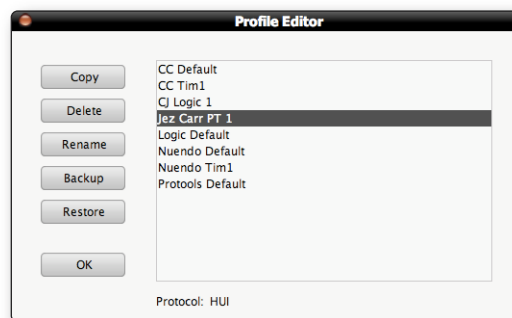 Profile Editor
Copy
Delete
Rename
Backup
Restore
OK
CC Default
CC Tim1
CJ Logic 1
Jez Carr PT 1
Logic Default
Nuendo Default
Nuendo Tim1
Protools Default
Protocol: HUI